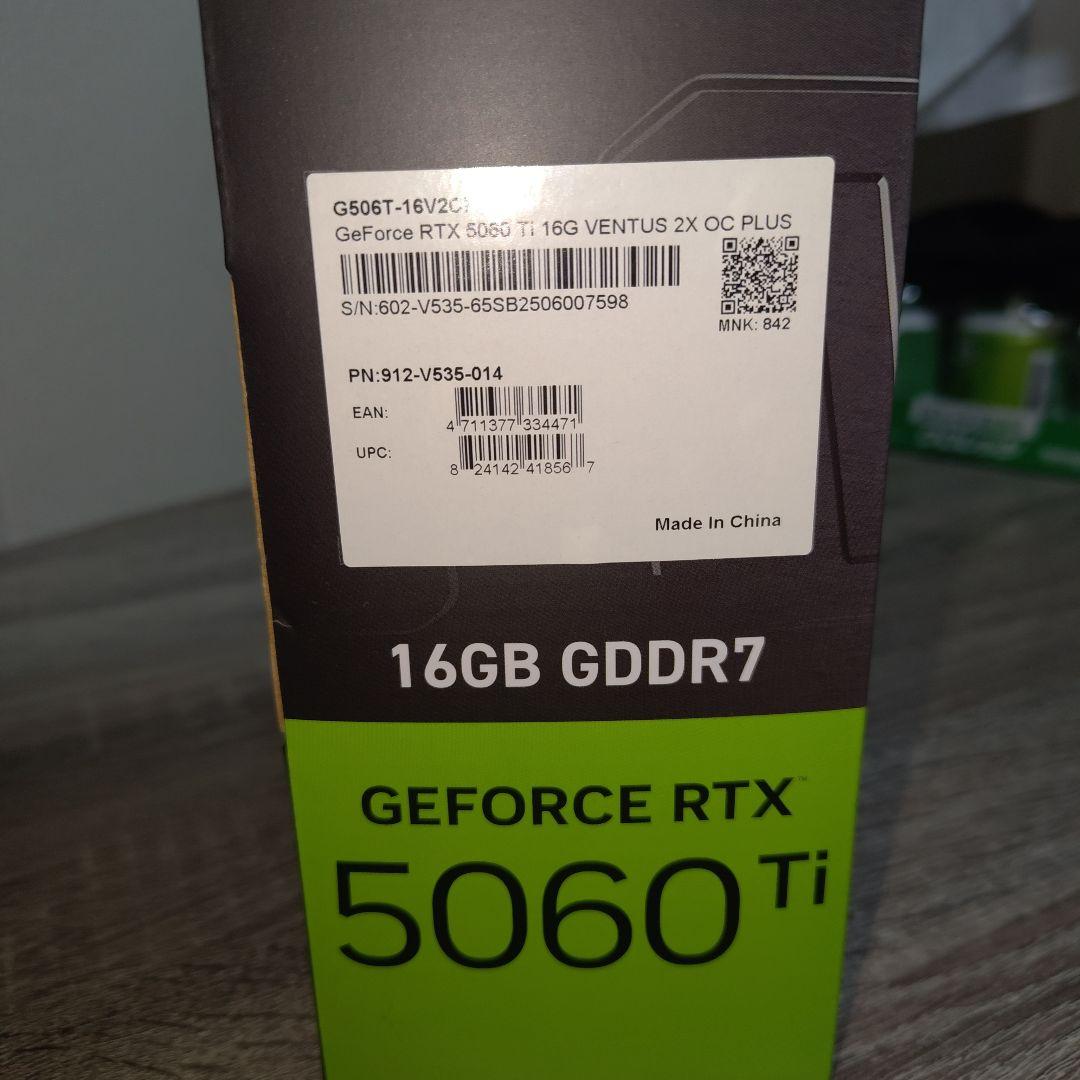 G506T-16V2C
GeForce RTX 5060 Ti 16G VENTUS 2X OC PLUS
S/N:602-V535-65SB2506007598
MNK: 842
PN:912-V535-014
EAN:
4 711377 334471
UPC:
8 24142 41856 7
Made In China
16GB GDDR7
GEFORCE RTX™
5060 Ti